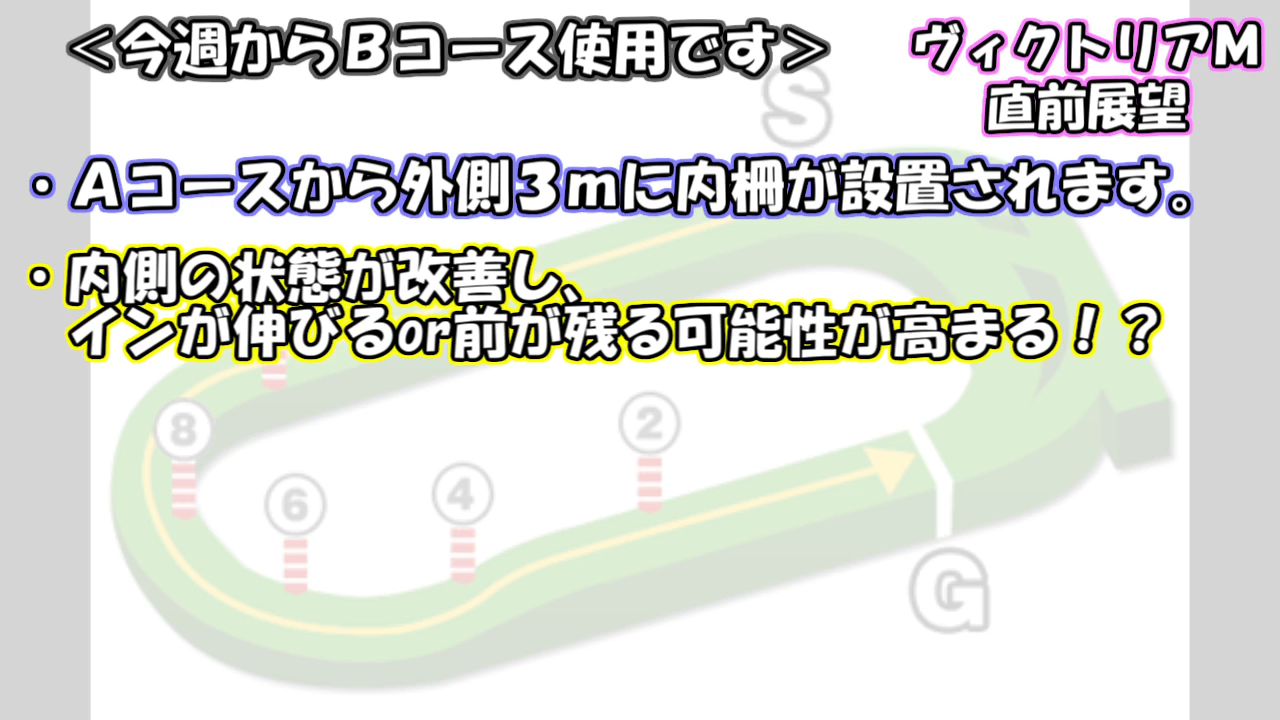 ＜今週からＢコース使用です＞
ヴィクトリアＭ
直前展望
・Ａコースから外側３ｍに内柵が設置されます。
・内側の状態が改善し、
インが伸びるor前が残る可能性が高まる！？
S
8
6
4
2
G